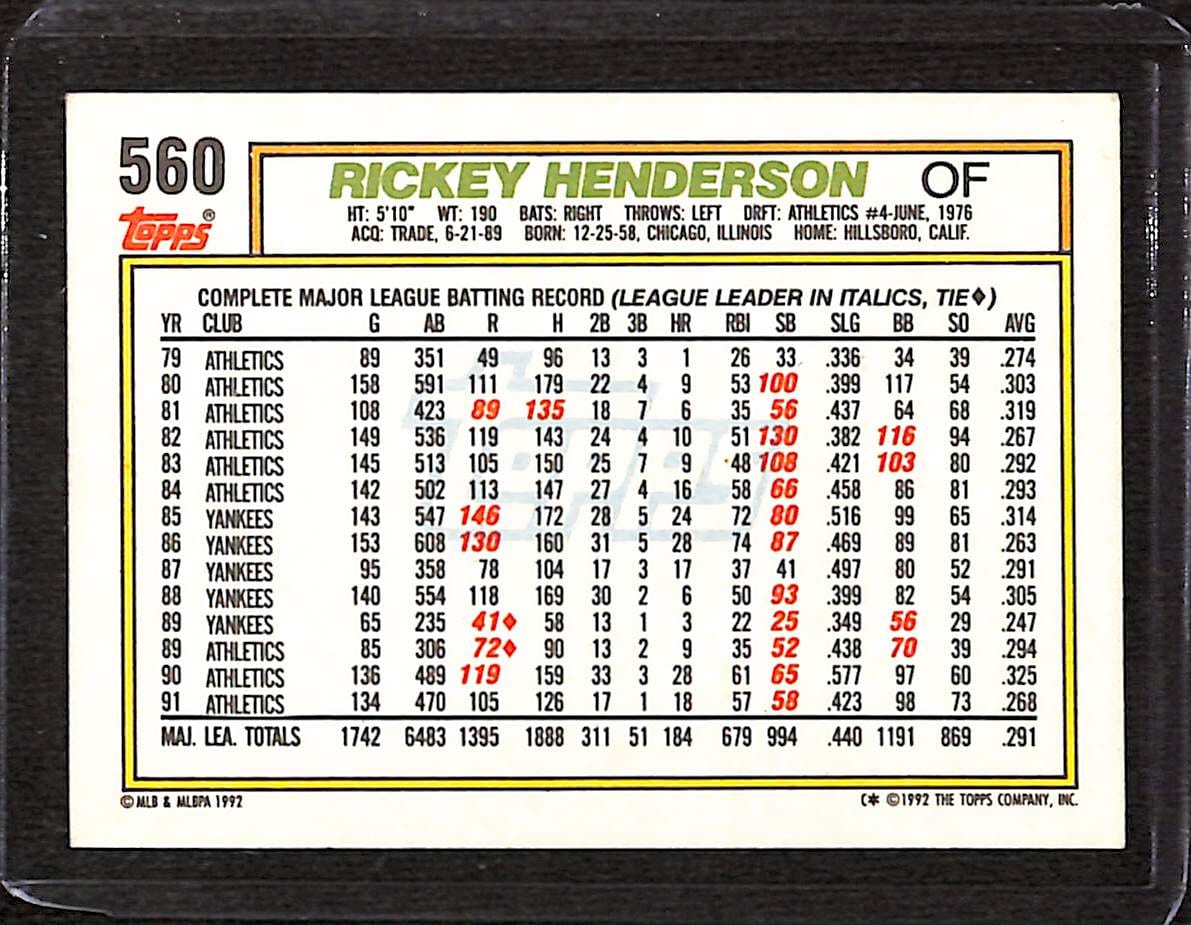 560
RICKEY HENDERSON OF
Topps®
HT: 5'10" WT: 190 BATS: RIGHT THROWS: LEFT DRFT: ATHLETICS #4-JUNE, 1976
ACQ: TRADE, 6-21-89 BORN: 12-25-58, CHICAGO, ILLINOIS HOME: HILLSBORO, CALIF.
COMPLETE MAJOR LEAGUE BATTING RECORD (LEAGUE LEADER IN ITALICS, TIE♦)
YR CLUB G AB R H 2B 3B HR RBI SB SLG BB SO AVG
79 ATHLETICS 89 351 49 96 13 3 1 26 33 .336 34 39 .274
80 ATHLETICS 158 591 111 179 22 4 9 53 100 .399 117 54 .303
81 ATHLETICS 108 423 89 135 18 7 6 35 56 .437 64 68 .319
82 ATHLETICS 149 536 119 143 24 4 10 51 130 .382 116 94 .267
83 ATHLETICS 145 513 105 150 25 7 9 48 108 .421 103 80 .292
84 ATHLETICS 142 502 113 147 27 4 16 58 66 .458 86 81 .293
85 YANKEES 143 547 146 172 28 5 24 72 80 .516 99 65 .314
86 YANKEES 153 608 130 160 31 5 28 74 87 .469 89 81 .263
87 YANKEES 95 358 78 104 17 3 17 37 41 .497 80 52 .291
88 YANKEES 140 554 118 169 30 2 6 50 93 .399 82 54 .305
89 YANKEES 65 235 41♦ 58 13 1 3 22 25 .349 56 29 .247
89 ATHLETICS 85 306 72♦ 90 13 2 9 35 52 .438 70 39 .294
90 ATHLETICS 136 489 119 159 33 3 28 61 65 .577 97 60 .325
91 ATHLETICS 134 470 105 126 17 1 18 57 58 .423 98 73 .268
MAJ. LEA. TOTALS 1742 6483 1395 1888 311 51 184 679 994 .440 1191 869 .291
Topps
© MLB & MLBPA 1992
C* ©1992 THE TOPPS COMPANY, INC.